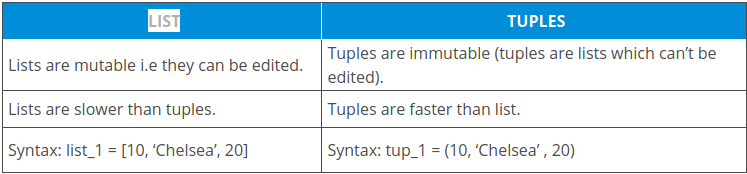 LIST
TUPLES
Lists are mutable i.e they can be edited.
Tuples are immutable (tuples are lists which can’t be
edited).
Lists are slower than tuples.
Tuples are faster than list.
Syntax: list_1 = [10, ‘Chelsea’, 20]
Syntax: tup_1 = (10, ‘Chelsea’ , 20)